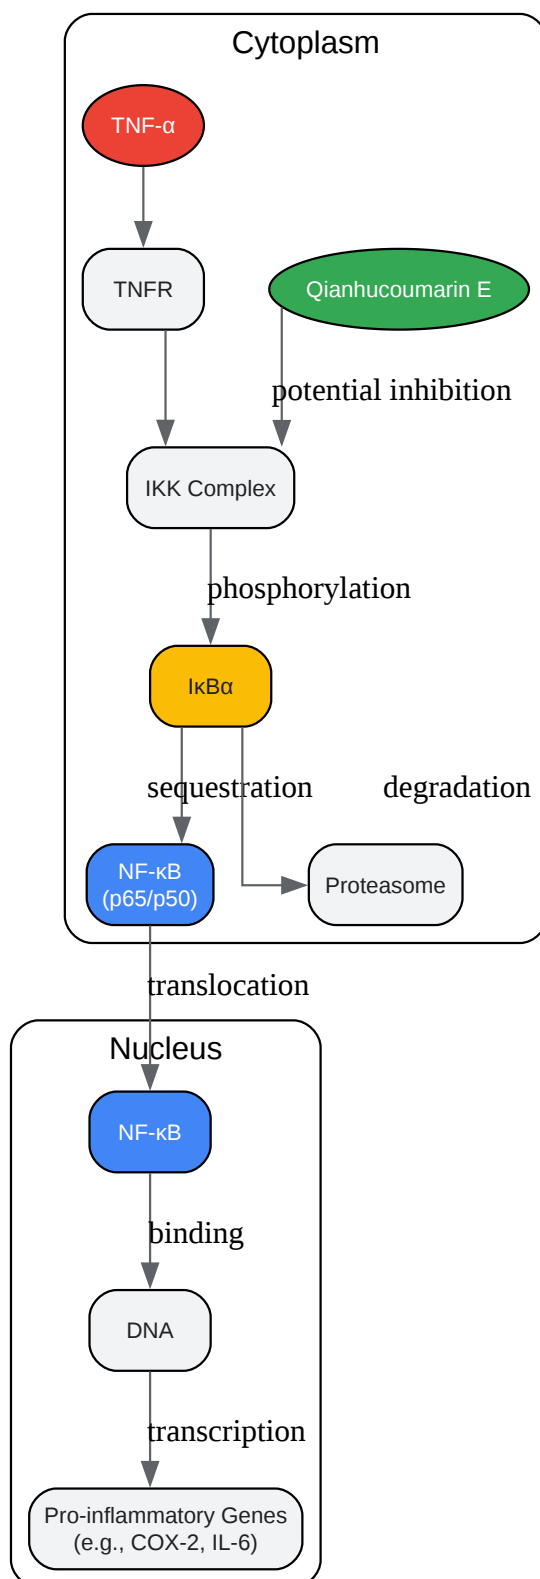 Cytoplasm
TNF-α
TNFR
Qianhucoumarin E
potential inhibition
IKK Complex
phosphorylation
IκBα
sequestration
degradation
NF-κB
(p65/p50)
Proteasome
translocation
Nucleus
NF-κB
binding
DNA
transcription
Pro-inflammatory Genes
(e.g., COX-2, IL-6)